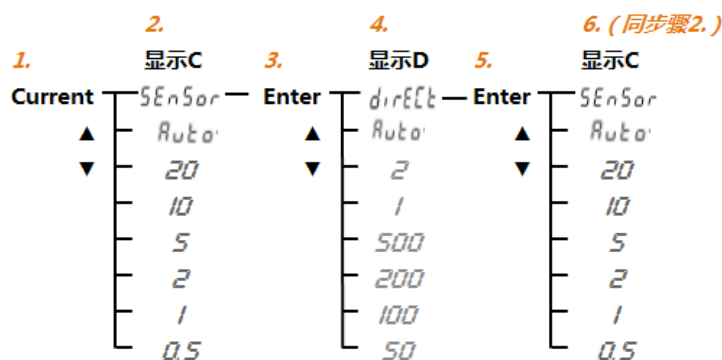 2. 4. 6.（同步骤2.）
1. 显示C 3. 显示D 5. 显示C
Current SEnSor Enter dirECt Enter SEnSor
▲ Auto ▲ Auto ▲ Auto
▼ 20 ▼ 2 ▼ 20
10 1 10
5 500 5
2 200 2
1 100 1
0.5 50 0.5